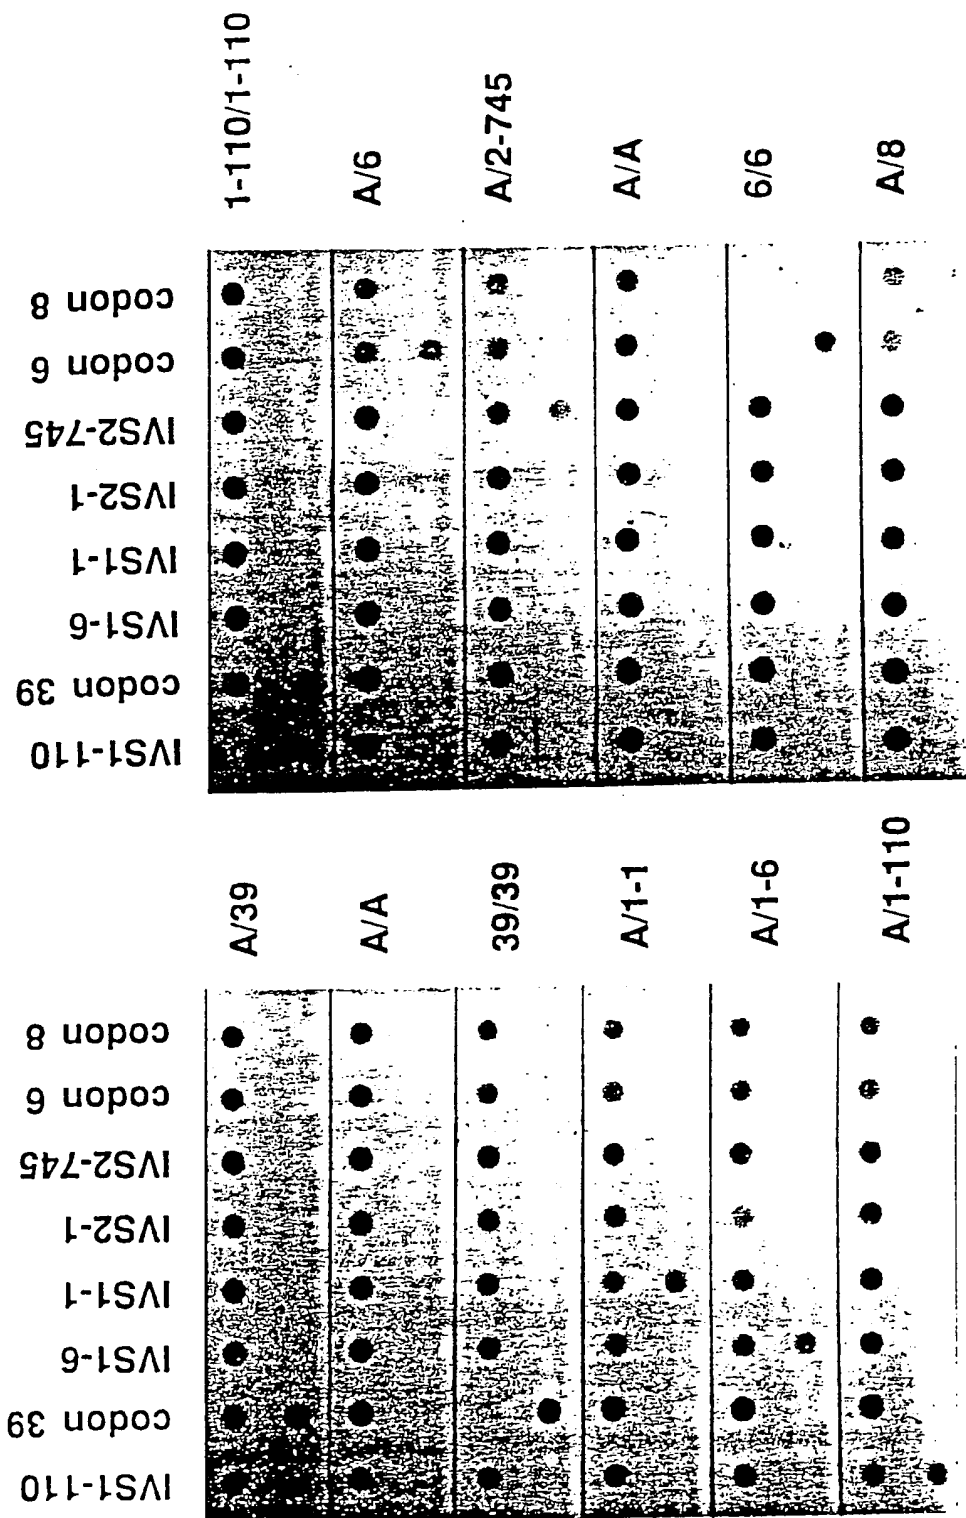 codon 8
codon 6
IVS2-745
IVS2-1
IVS1-1
IVS1-6
codon 39
IVS1-110
1-110/1-110
A/6
A/2-745
A/A
6/6
A/8
codon 8
codon 6
IVS2-745
IVS2-1
IVS1-1
IVS1-6
codon 39
IVS1-110
A/39
A/A
39/39
A/1-1
A/1-6
A/1-110